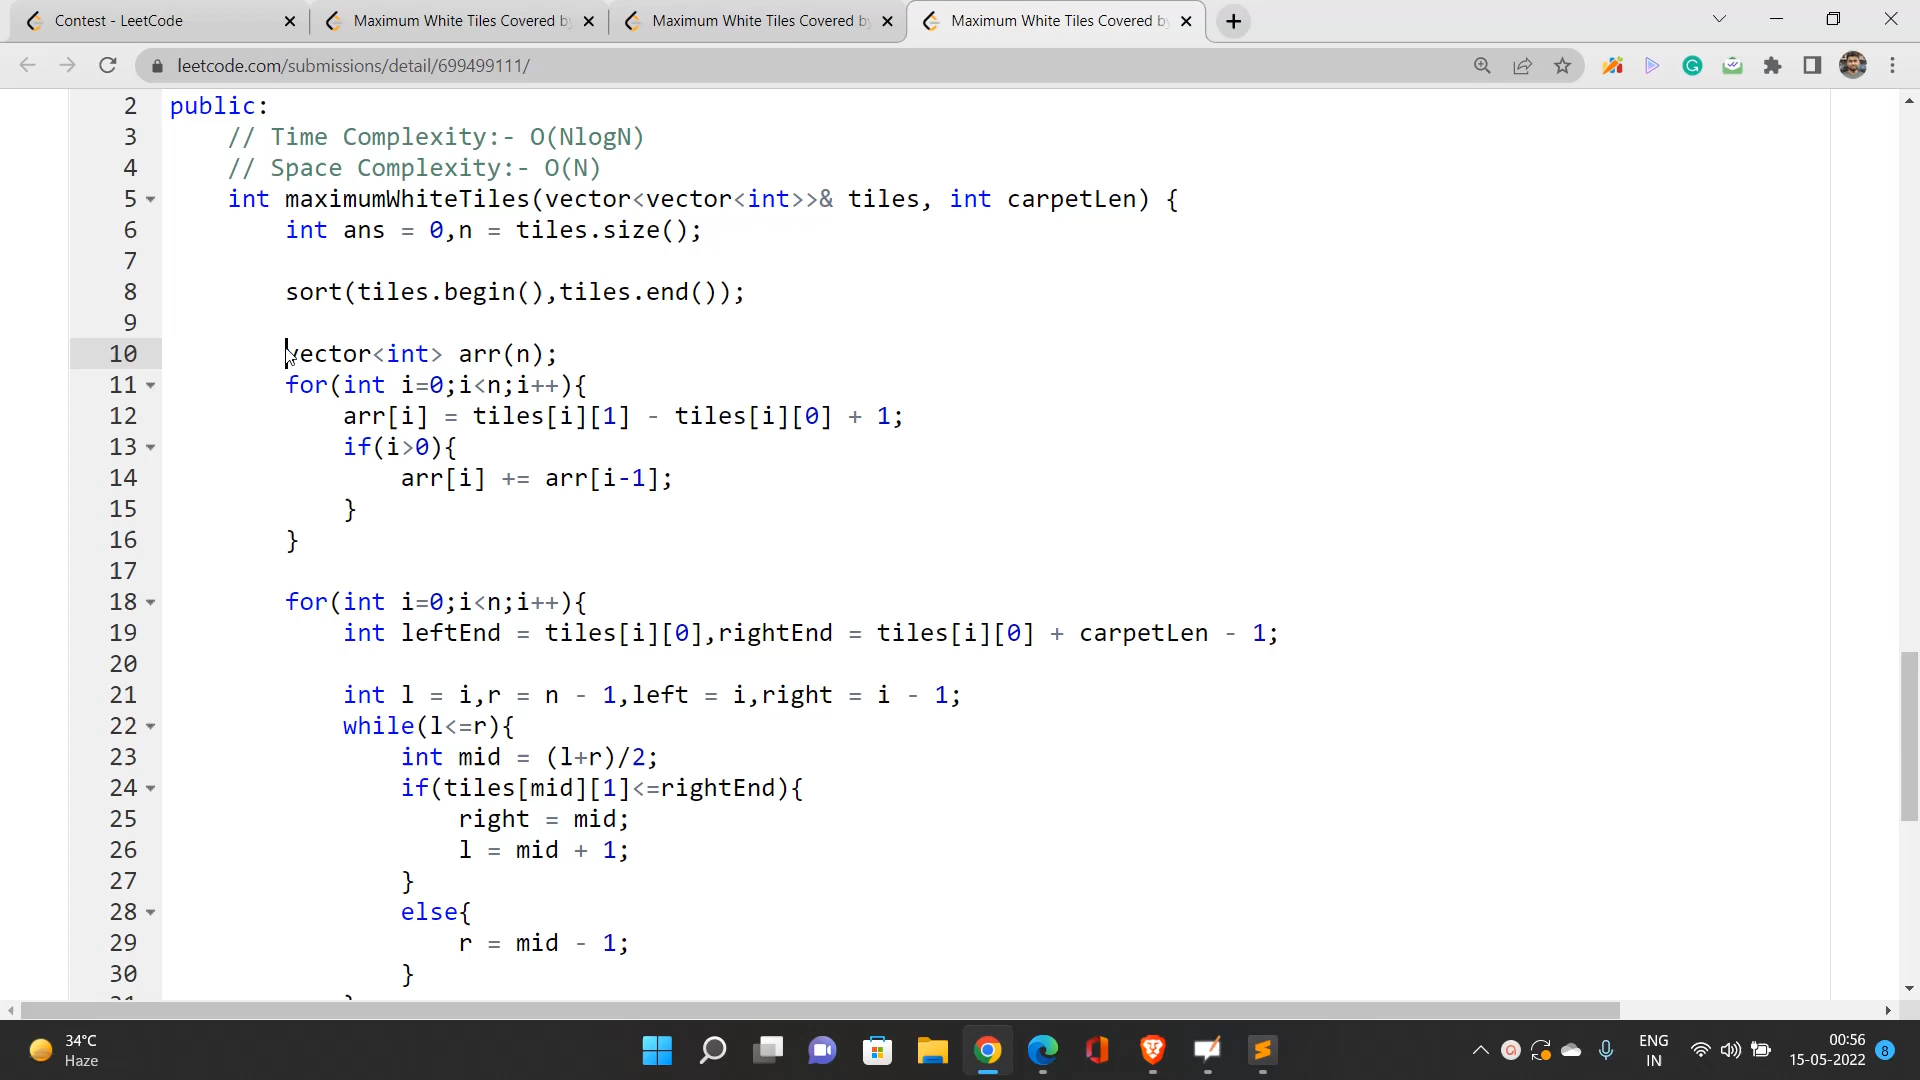 Contest - LeetCode
Maximum White Tiles Covered b
Maximum White Tiles Covered b
Maximum White Tiles Covered b
leetcode.com/submissions/detail/699499111/
2 public:
3 // Time Complexity:- O(NlogN)
4 // Space Complexity:- O(N)
5 int maximumWhiteTiles(vector<vector<int>>& tiles, int carpetLen) {
6 int ans = 0,n = tiles.size();
7
8 sort(tiles.begin(),tiles.end());
9
10 vector<int> arr(n);
11 for(int i=0;i<n;i++){
12 arr[i] = tiles[i][1] - tiles[i][0] + 1;
13 if(i>0){
14 arr[i] += arr[i-1];
15 }
16 }
17
18 for(int i=0;i<n;i++){
19 int leftEnd = tiles[i][0],rightEnd = tiles[i][0] + carpetLen - 1;
20
21 int l = i,r = n - 1,left = i,right = i - 1;
22 while(l<=r){
23 int mid = (l+r)/2;
24 if(tiles[mid][1]<=rightEnd){
25 right = mid;
26 l = mid + 1;
27 }
28 else{
29 r = mid - 1;
30 }
34°C
Haze
ENG
IN
00:56
15-05-2022
8